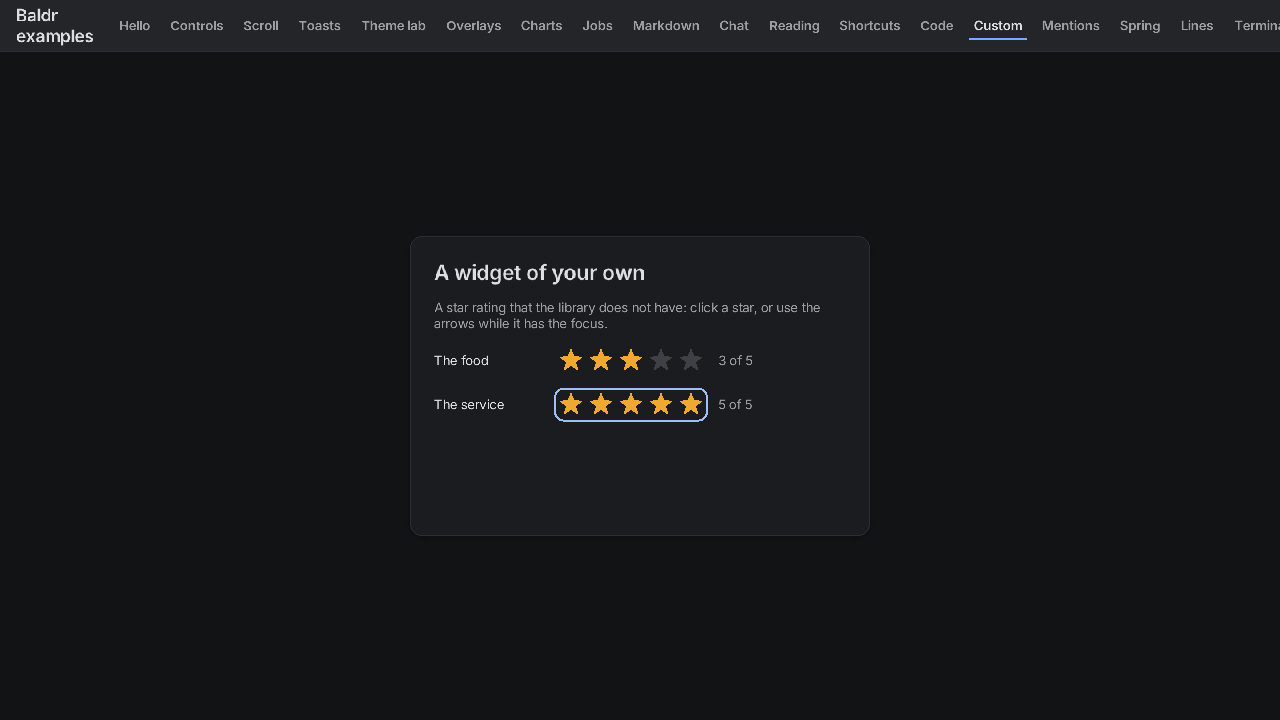 Baldr examples
Hello
Controls
Scroll
Toasts
Theme lab
Overlays
Charts
Jobs
Markdown
Chat
Reading
Shortcuts
Code
Custom
Mentions
Spring
Lines
Termina
A widget of your own
A star rating that the library does not have: click a star, or use the
arrows while it has the focus.
The food 3 of 5
The service 5 of 5